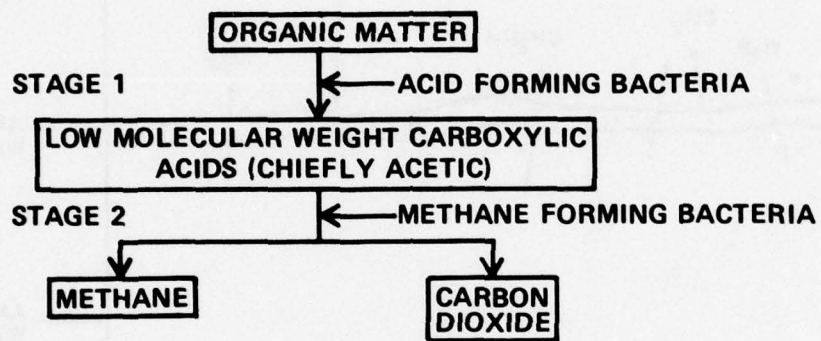 ORGANIC MATTER
STAGE 1
ACID FORMING BACTERIA
LOW MOLECULAR WEIGHT CARBOXYLIC
ACIDS (CHIEFLY ACETIC)
STAGE 2
METHANE FORMING BACTERIA
METHANE
CARBON
DIOXIDE